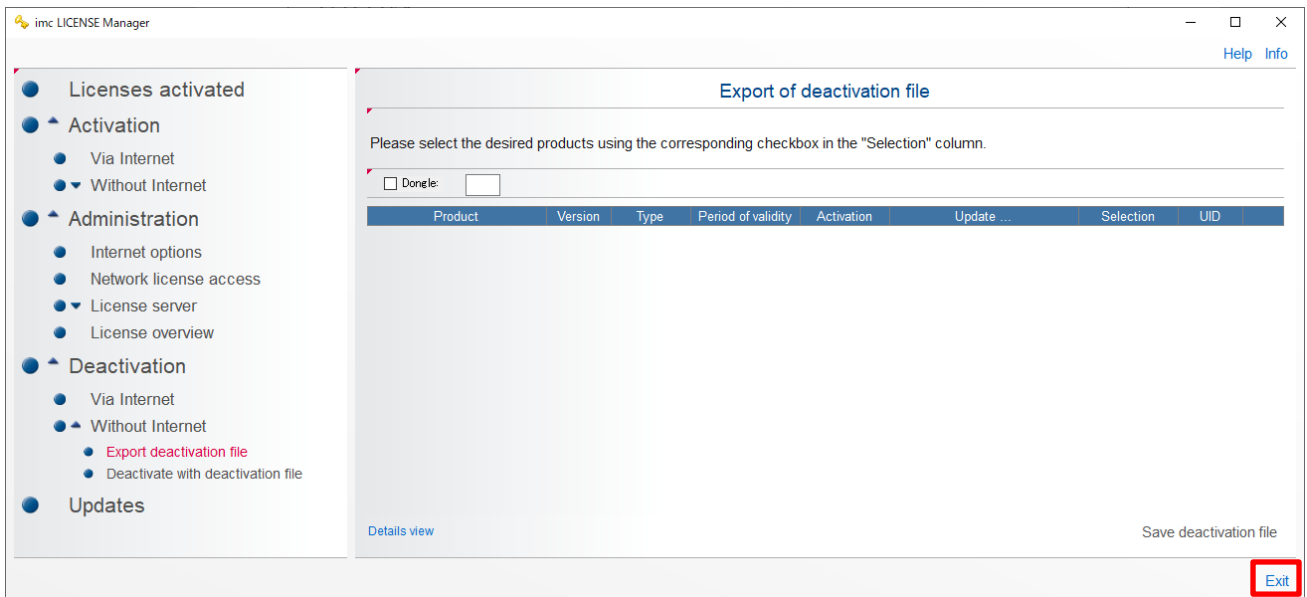 imc LICENSE Manager
Help Info
Licenses activated
Activation
Via Internet
Without Internet
Administration
Internet options
Network license access
License server
License overview
Deactivation
Via Internet
Without Internet
Export deactivation file
Deactivate with deactivation file
Updates
Export of deactivation file
Please select the desired products using the corresponding checkbox in the "Selection" column.
Dongle:
Product Version Type Period of validity Activation Update ... Selection UID
Details view Save deactivation file
Exit